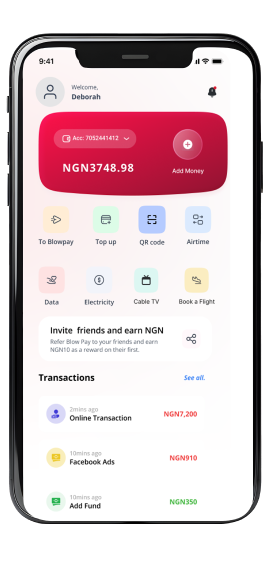 9:41
Welcome,
Deborah
Acc: 7052441412
NGN3748.98
Add Money
To Blowpay
Top up
QR code
Airtime
Data
Electricity
Cable TV
Book a Flight
Invite friends and earn NGN
Refer Blow Pay to your friends and earn
NGN10 as a reward on their first.
Transactions
See all.
2mins ago
Online Transaction
NGN7,200
10mins ago
Facebook Ads
NGN910
10mins ago
Add Fund
NGN350